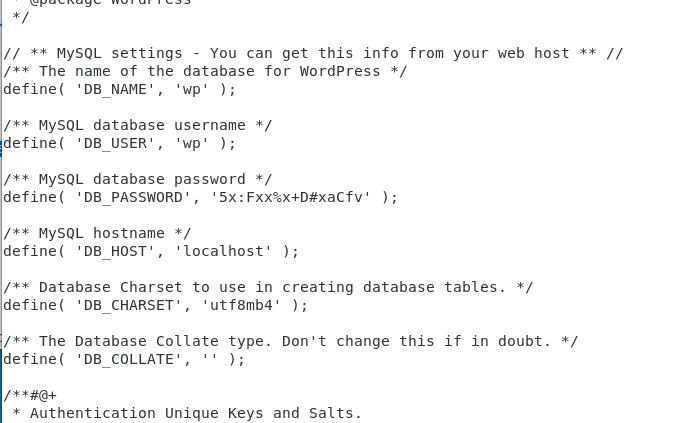 * @package WordPress
*/
// ** MySQL settings - You can get this info from your web host ** //
/** The name of the database for WordPress */
define( 'DB_NAME', 'wp' );
/** MySQL database username */
define( 'DB_USER', 'wp' );
/** MySQL database password */
define( 'DB_PASSWORD', '5x:Fxx%x+D#xaCfv' );
/** MySQL hostname */
define( 'DB_HOST', 'localhost' );
/** Database Charset to use in creating database tables. */
define( 'DB_CHARSET', 'utf8mb4' );
/** The Database Collate type. Don't change this if in doubt. */
define( 'DB_COLLATE', '' );
/**#@+
* Authentication Unique Keys and Salts.